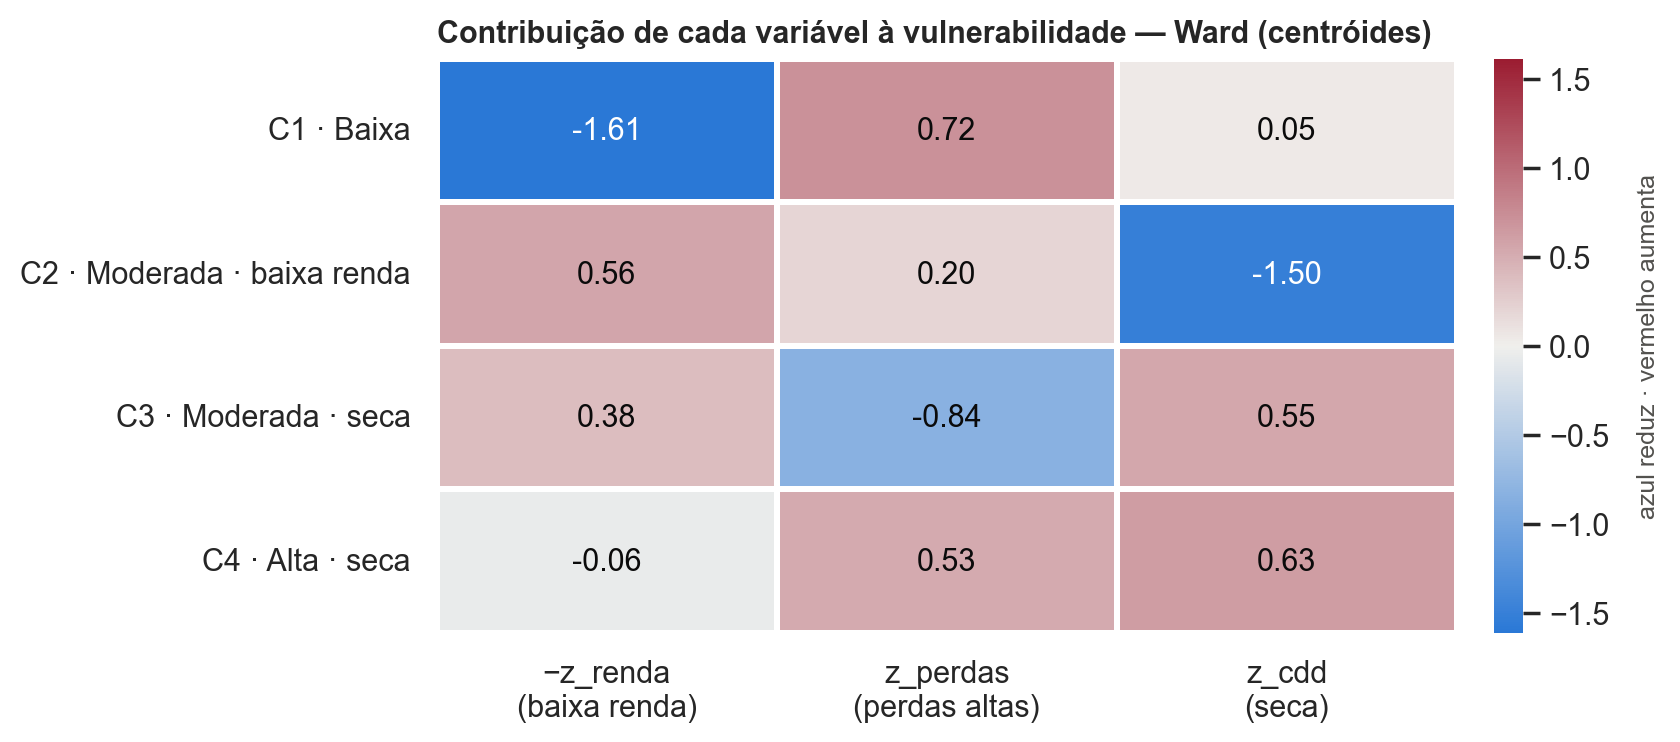 Contribuição de cada variável à vulnerabilidade — Ward (centróides)
C1 · Baixa
-1.61
0.72
0.05
C2 · Moderada · baixa renda
0.56
0.20
-1.50
C3 · Moderada · seca
0.38
-0.84
0.55
C4 · Alta · seca
-0.06
0.53
0.63
−z_renda
(baixa renda)
z_perdas
(perdas altas)
z_cdd
(seca)
1.5
1.0
0.5
0.0
−0.5
−1.0
−1.5
azul reduz · vermelho aumenta